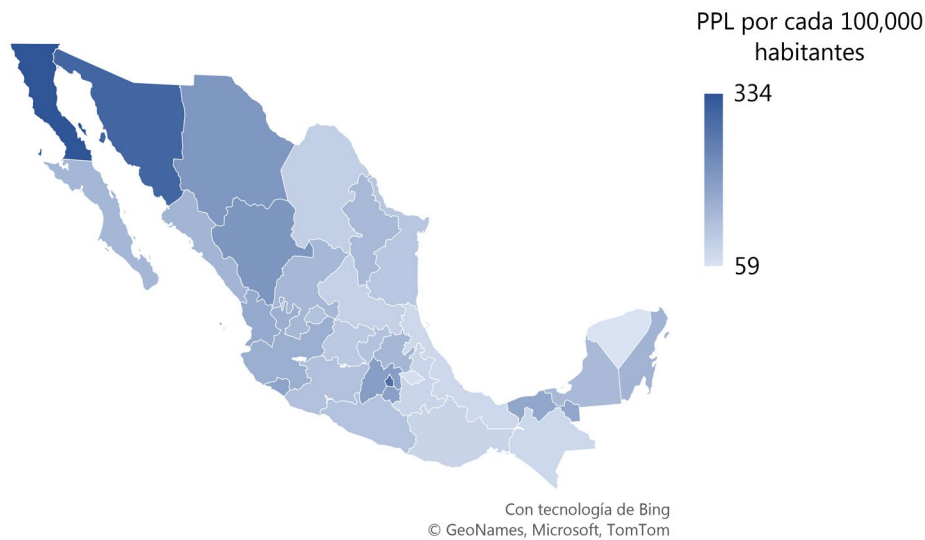 PPL por cada 100,000
habitantes
334
59
Con tecnología de Bing
© GeoNames, Microsoft, TomTom